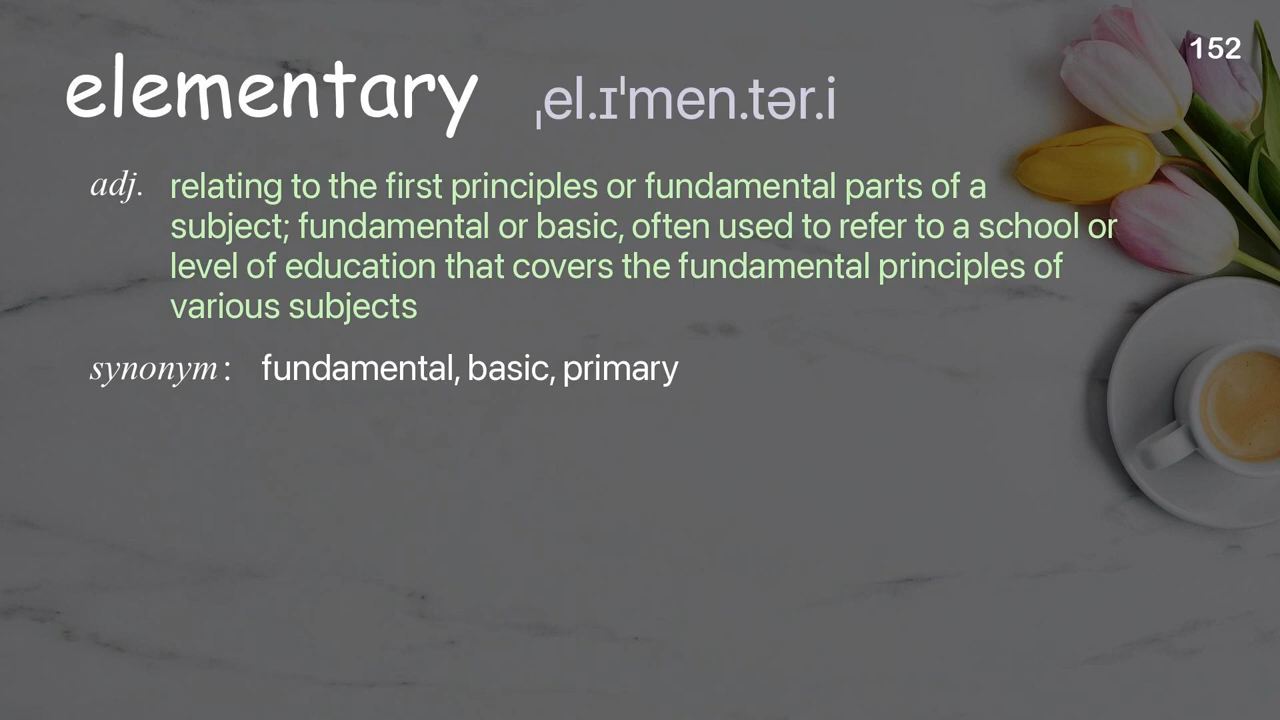 152
elementary ˌel.ɪˈmen.tər.i
adj. relating to the first principles or fundamental parts of a
subject; fundamental or basic, often used to refer to a school or
level of education that covers the fundamental principles of
various subjects
synonym: fundamental, basic, primary